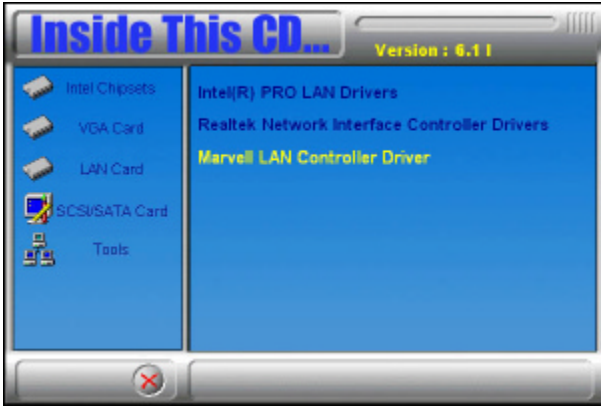 Inside This CD...
Version : 6.1 I
Intel Chipsets
VGA Card
LAN Card
SCSI/SATA Card
Tools
Intel(R) PRO LAN Drivers
Realtek Network Interface Controller Drivers
Marvell LAN Controller Driver